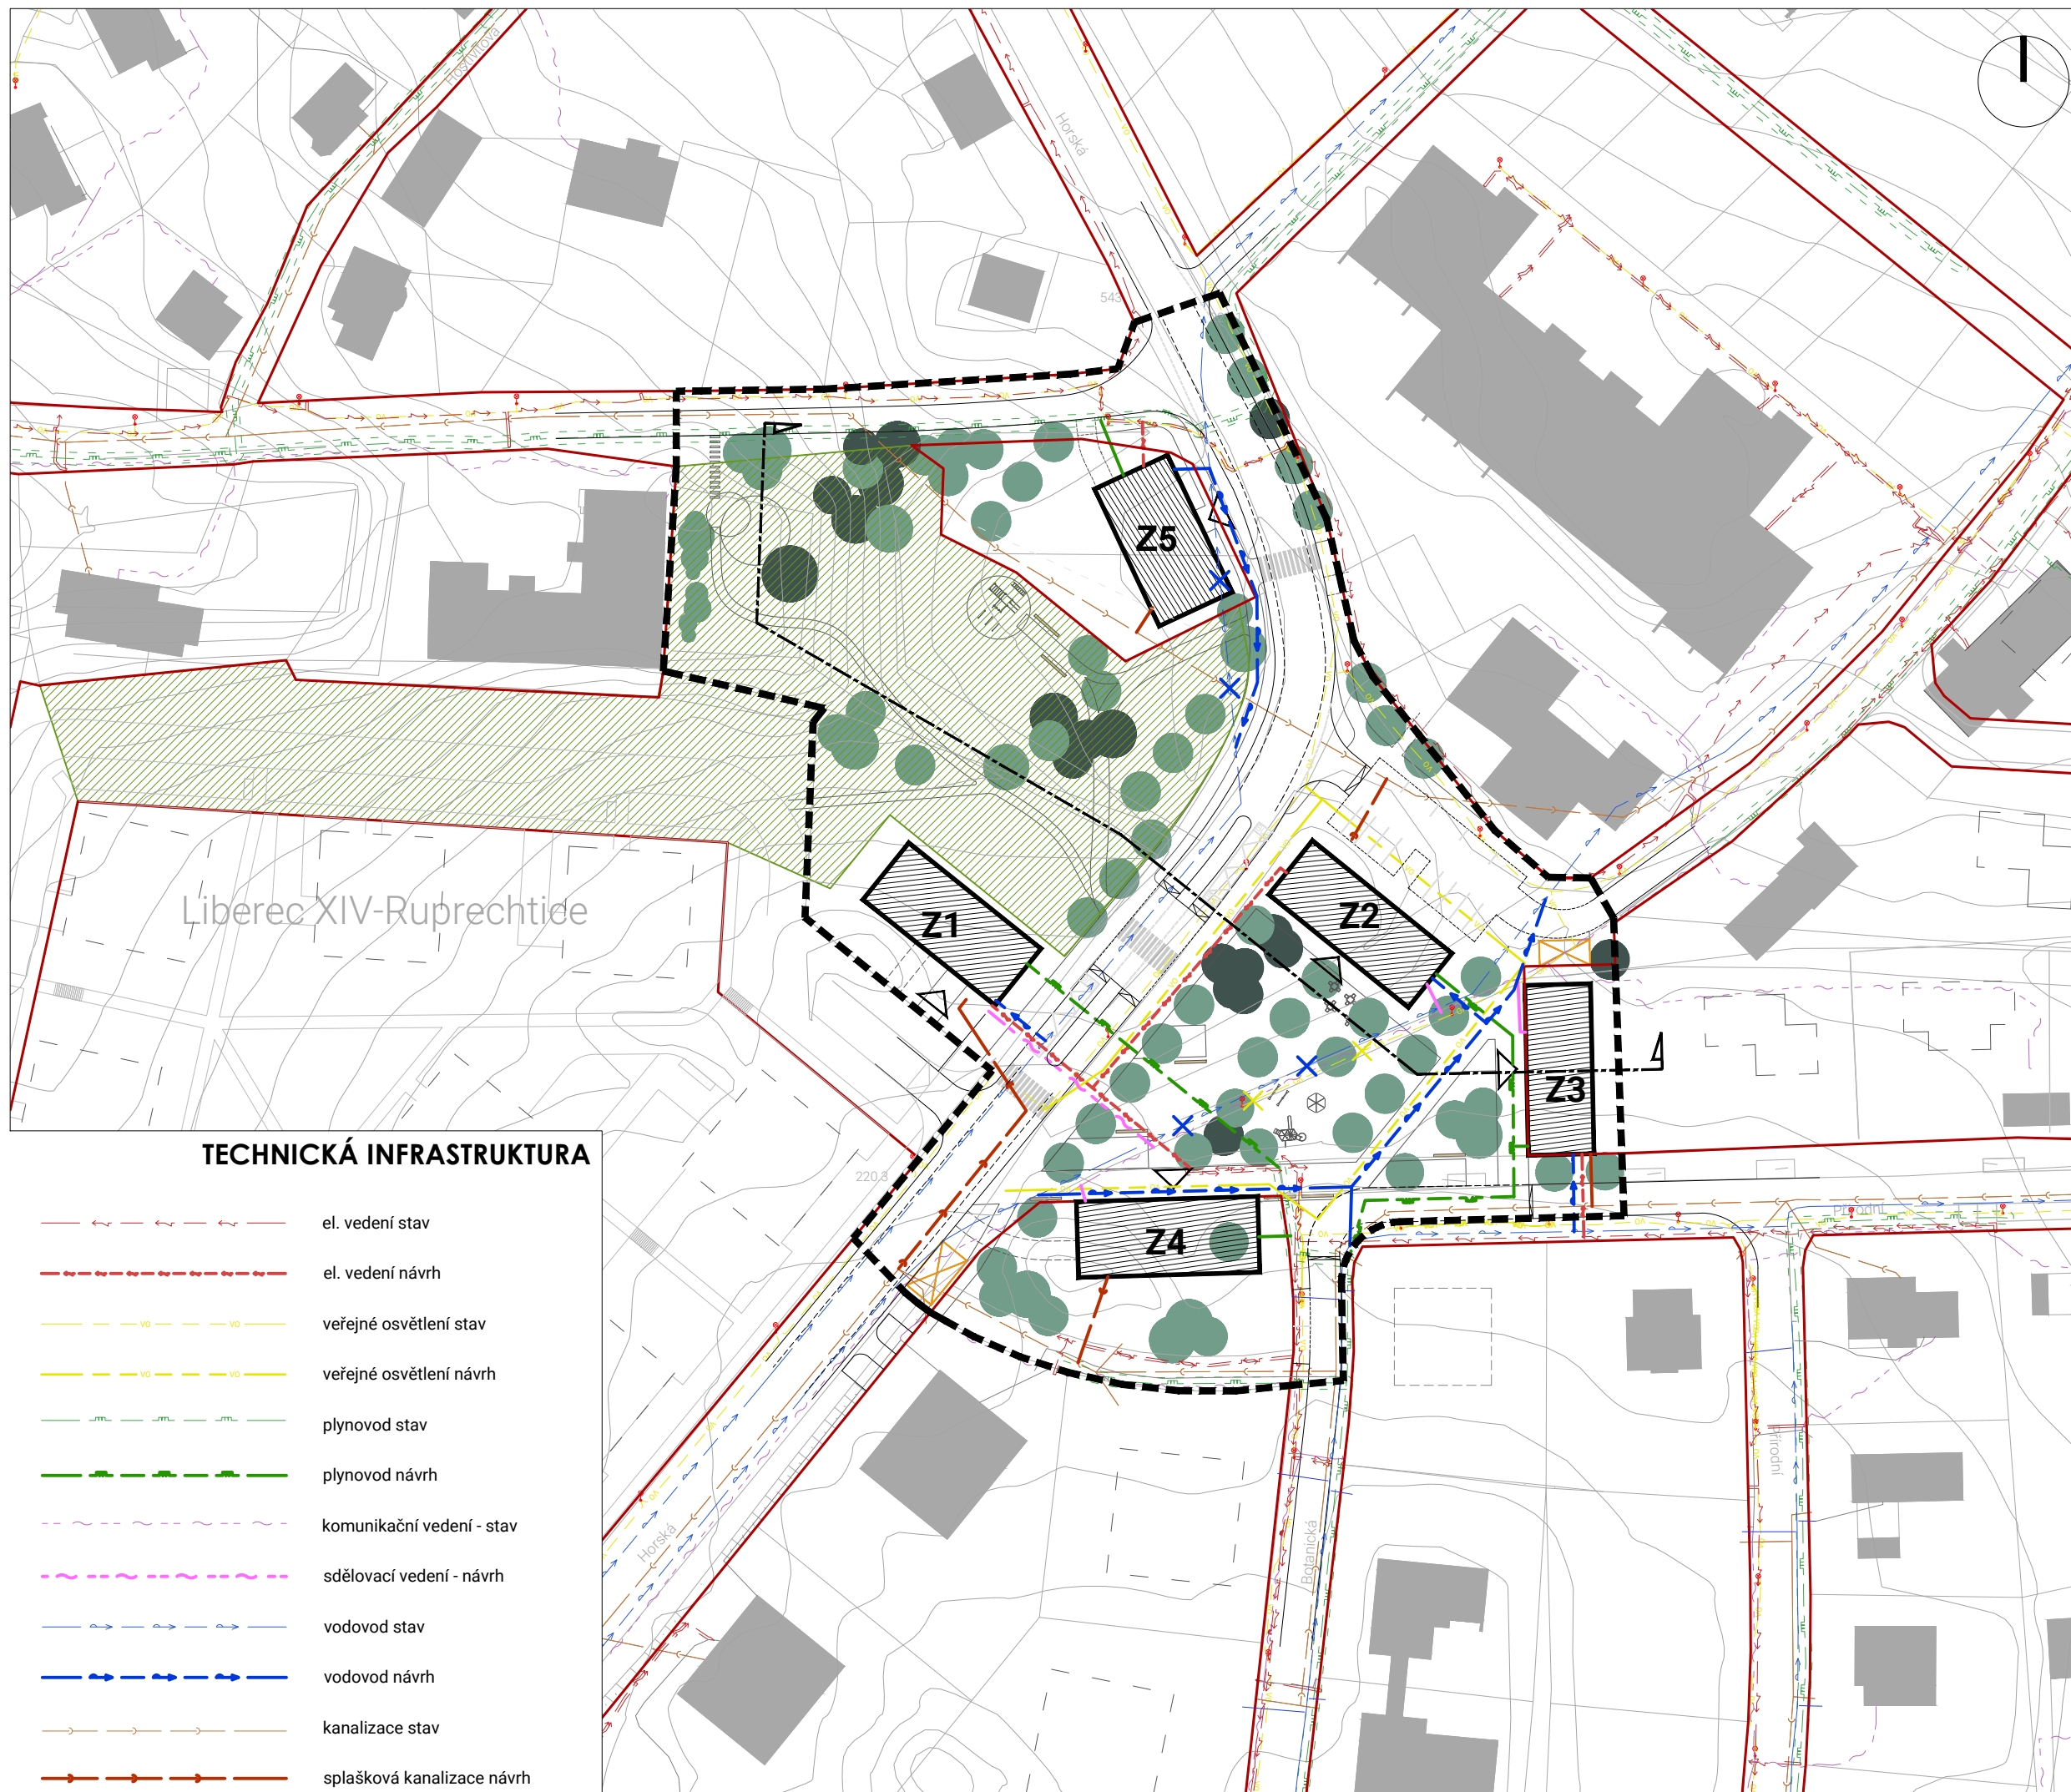 Hostivitova
Horská
543
Z5
Liberec XIV-Ruprechtice
Z1
Z2
Z3
Z4
220.3
Přírodní
Přírodní
Horská
Botanická
TECHNICKÁ INFRASTRUKTURA
el. vedení stav
el. vedení návrh
veřejné osvětlení stav
veřejné osvětlení návrh
plynovod stav
plynovod návrh
komunikační vedení - stav
sdělovací vedení - návrh
vodovod stav
vodovod návrh
kanalizace stav
splašková kanalizace návrh